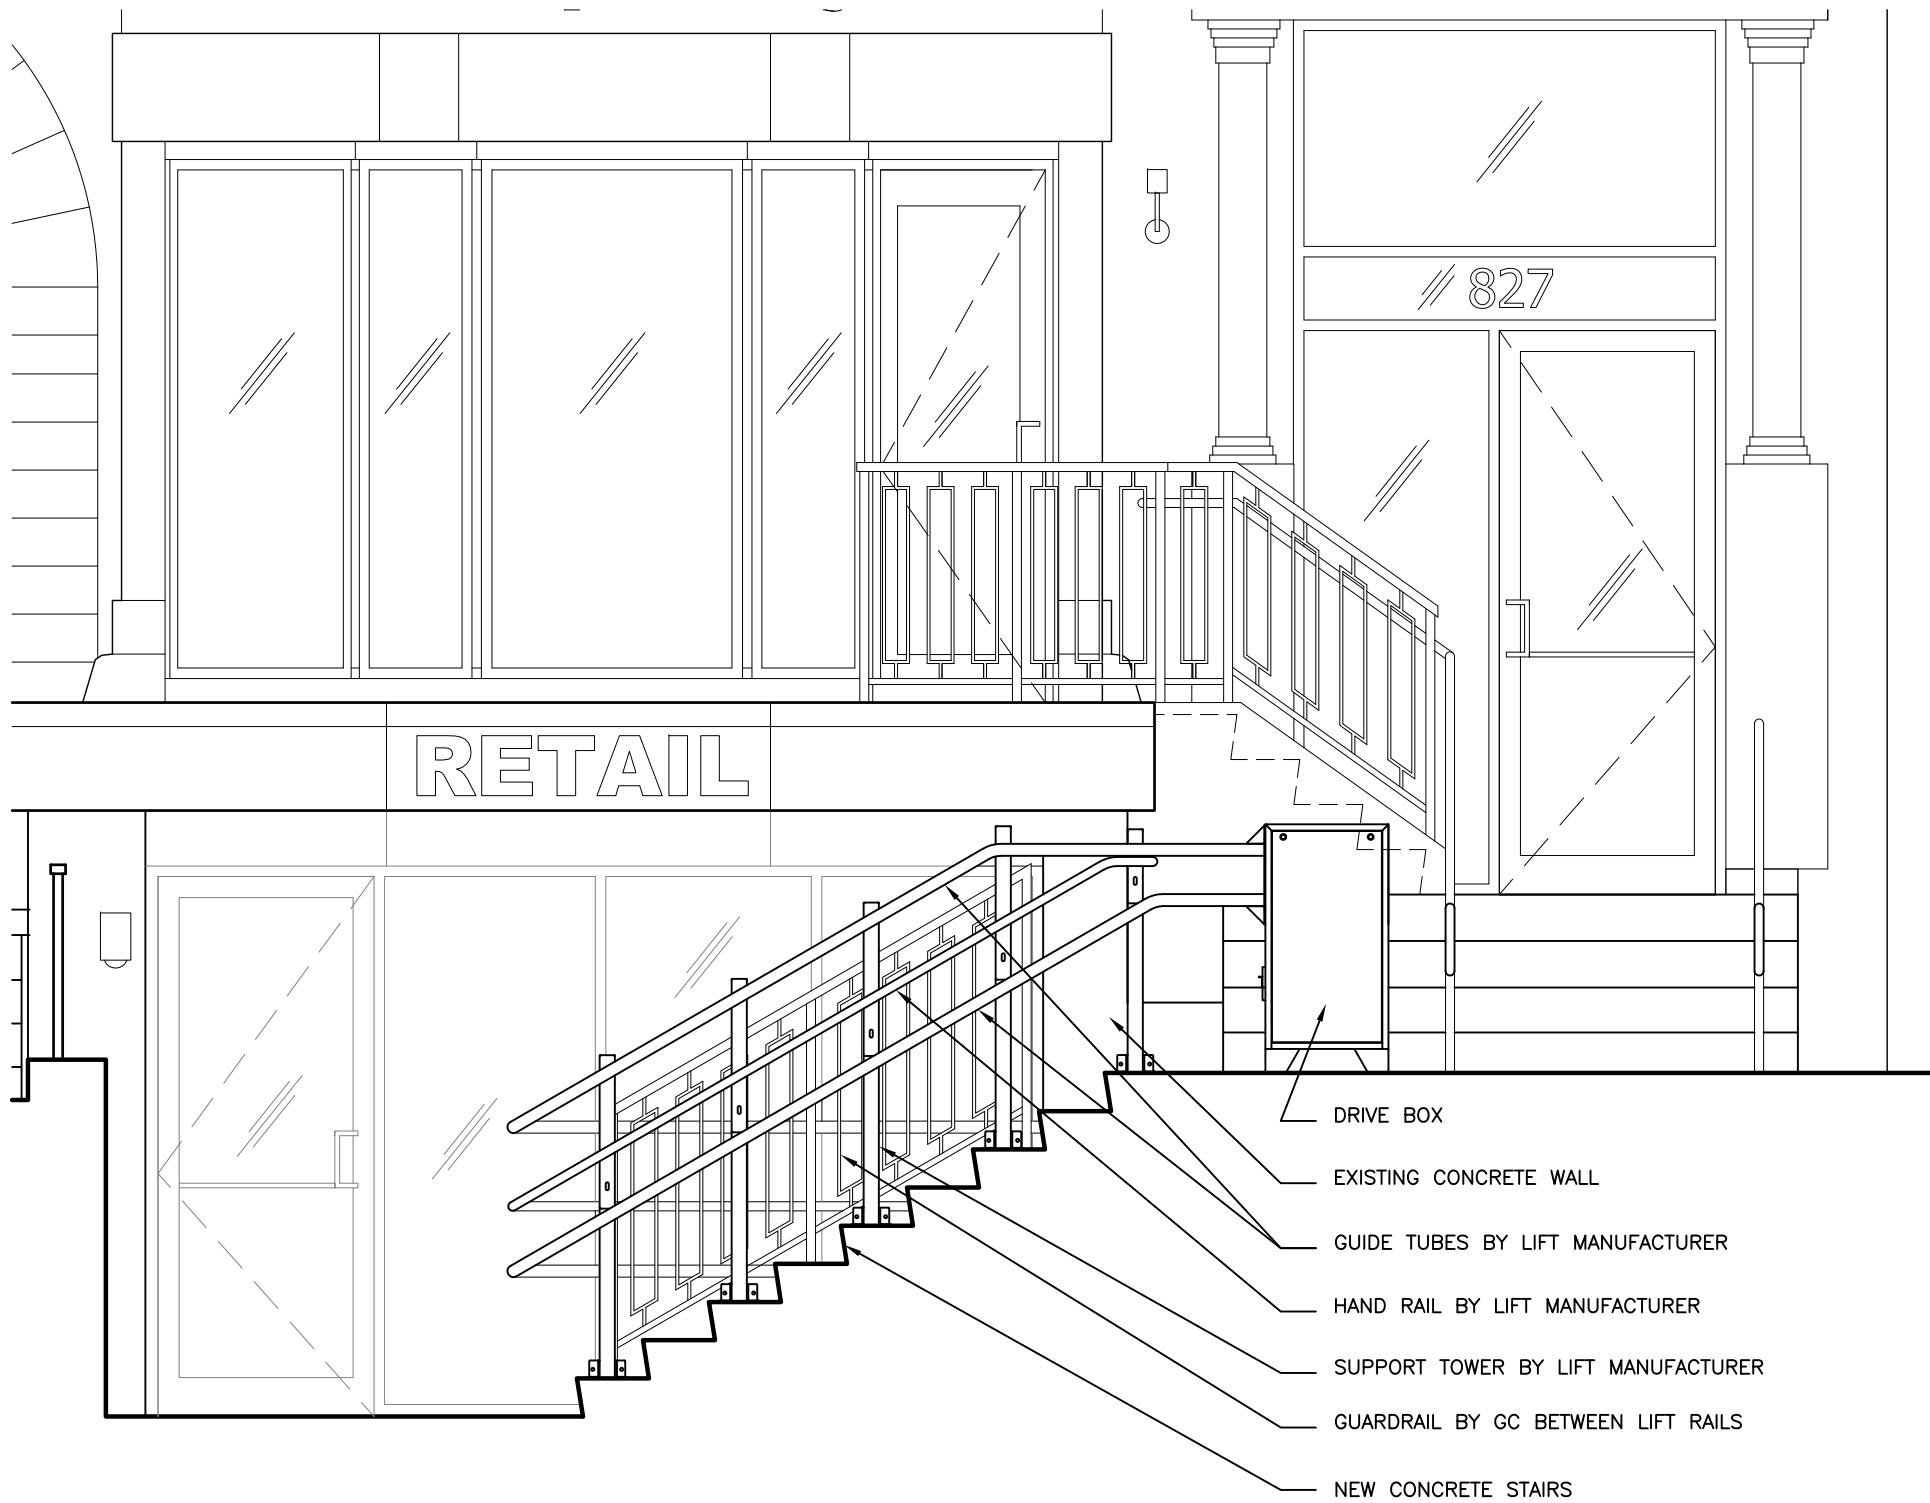 827
RETAIL
DRIVE BOX
EXISTING CONCRETE WALL
GUIDE TUBES BY LIFT MANUFACTURER
HAND RAIL BY LIFT MANUFACTURER
SUPPORT TOWER BY LIFT MANUFACTURER
GUARDRAIL BY GC BETWEEN LIFT RAILS
NEW CONCRETE STAIRS